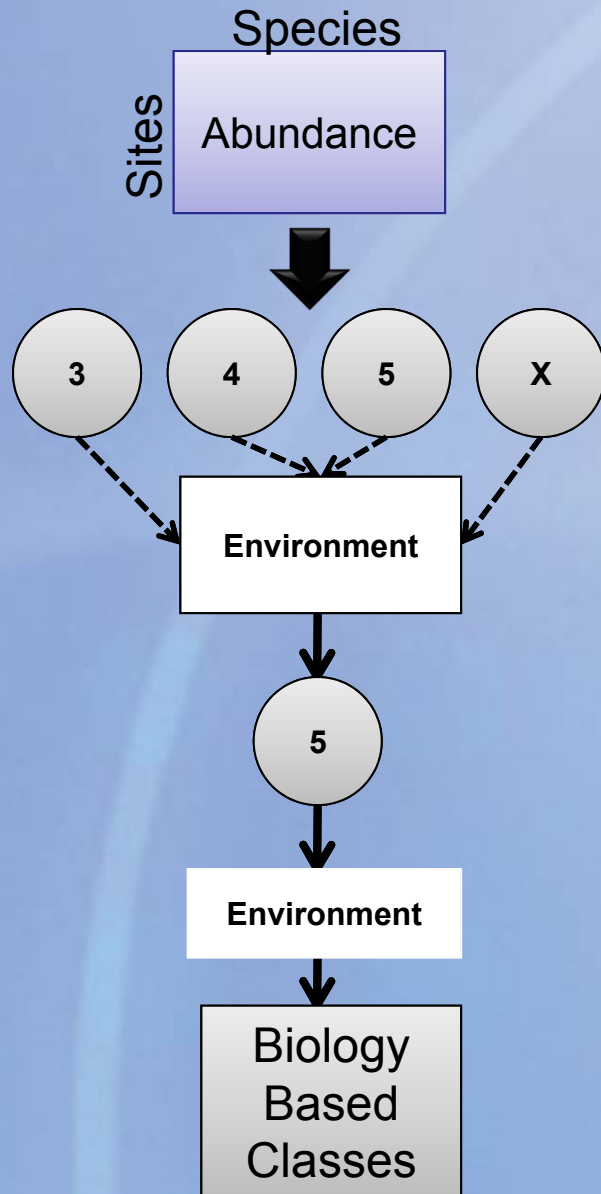 Species
Sites
Abundance
3 4 5 X
Environment
5
Environment
Biology
Based
Classes